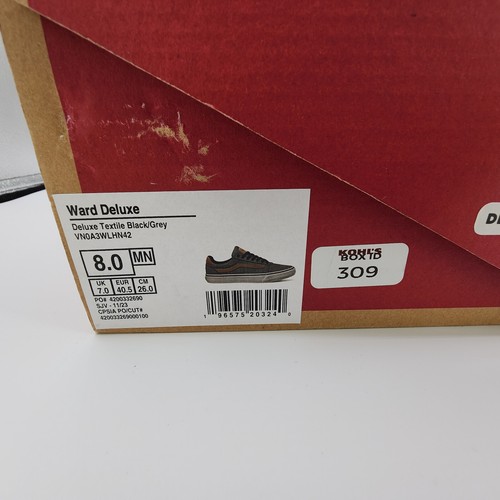 Ward Deluxe
Deluxe Textile Black/Grey
VN0A3WLHN42
8.0 MN
UK EUR CM
7.0 40.5 26.0
PO# 4200332690
SJV - 11/23
CPSIA PO/CUT#
420033269000100
1 96575 20324 0
KOHL'S
BOX ID
309